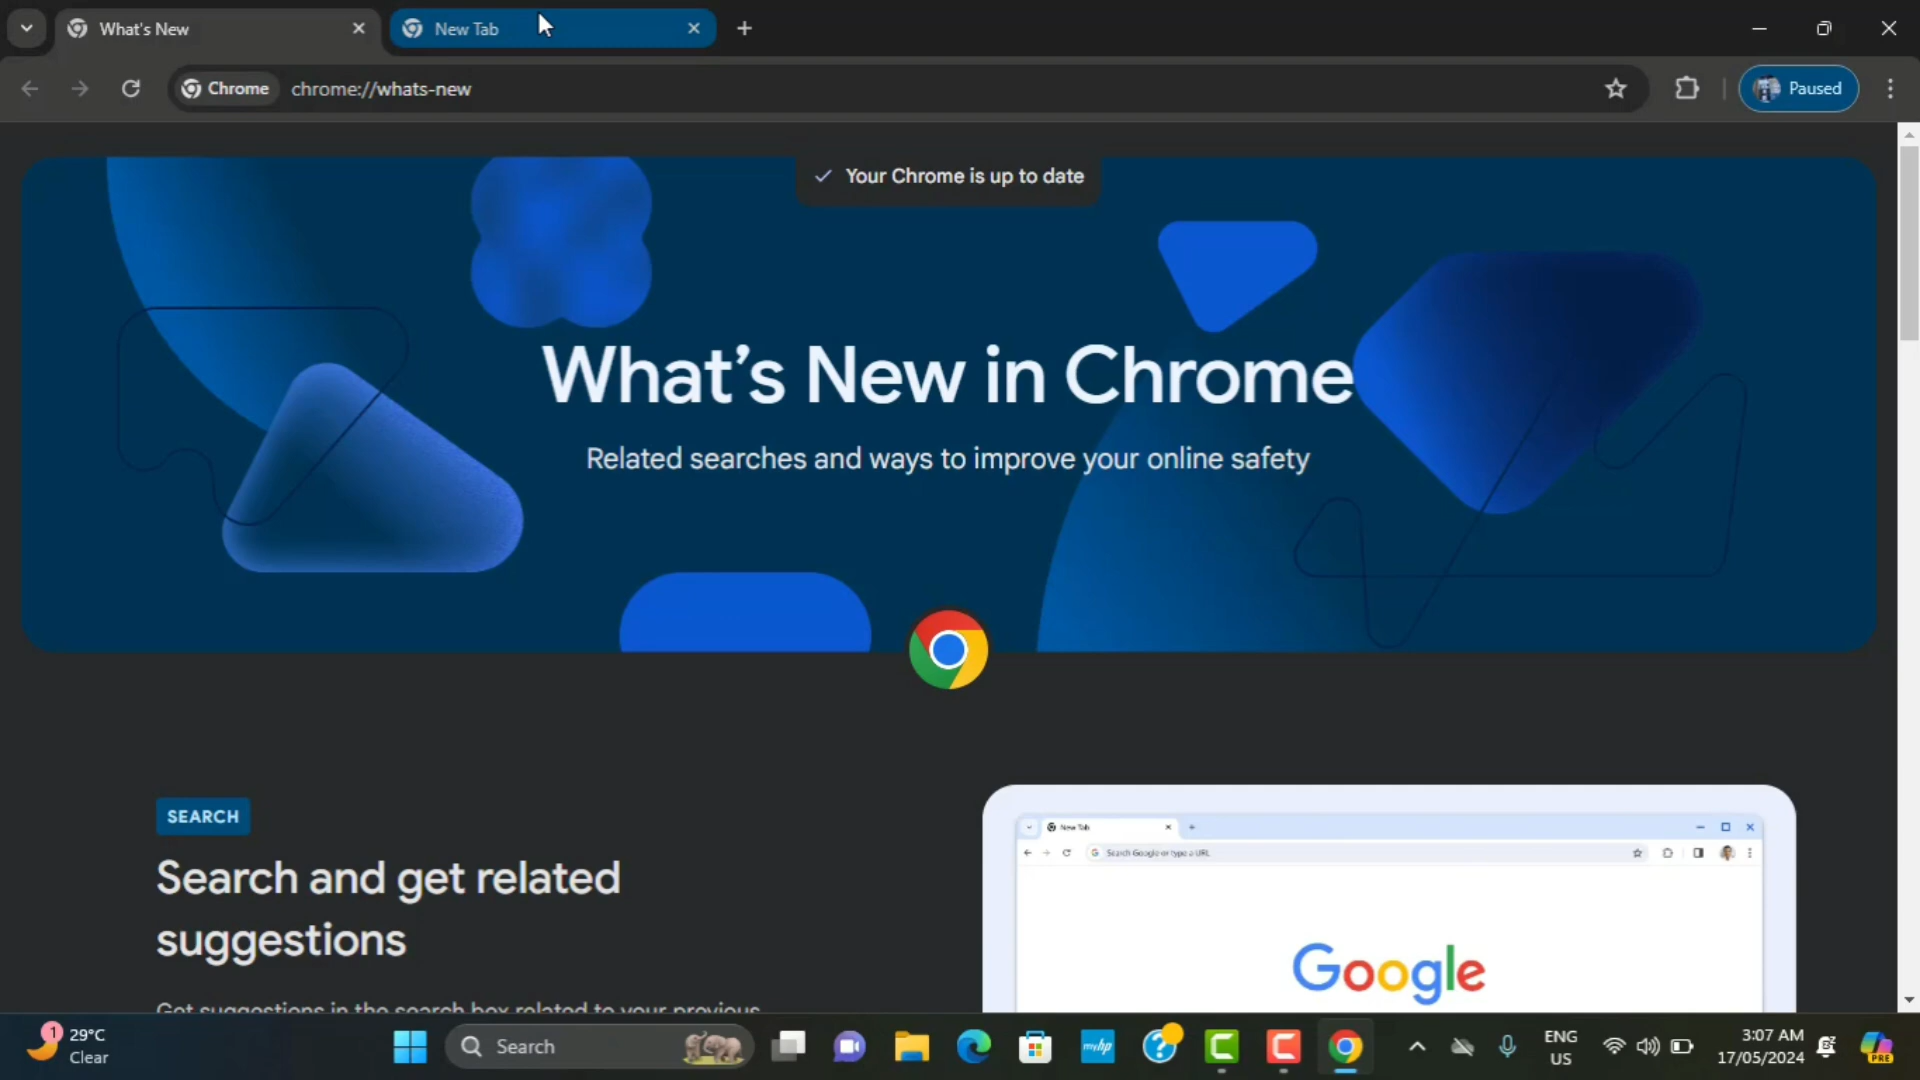 What's New
New Tab
Chrome
chrome://whats-new
Paused
Your Chrome is up to date
What's New in Chrome
Related searches and ways to improve your online safety
SEARCH
Search and get related
suggestions
Get suggestions in the search box related to your previous
New Tab
Search Google or type a URL
Google
1
29°C
Clear
Search
myhp
ENG
US
3:07 AM
17/05/2024
PRE